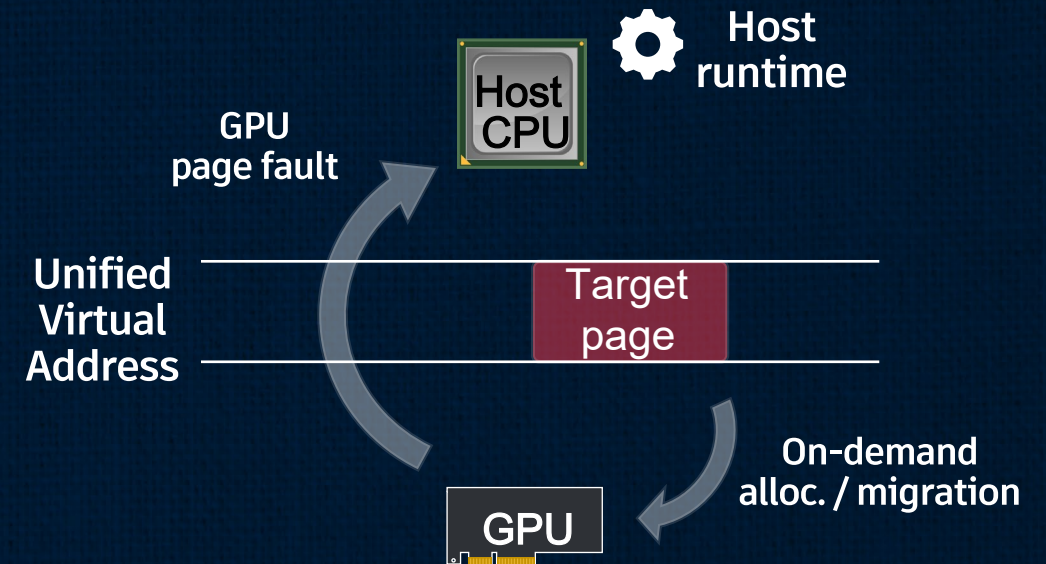 Host
runtime
Host
CPU
GPU
page fault
Unified
Virtual
Address
Target
page
On-demand
alloc. / migration
GPU